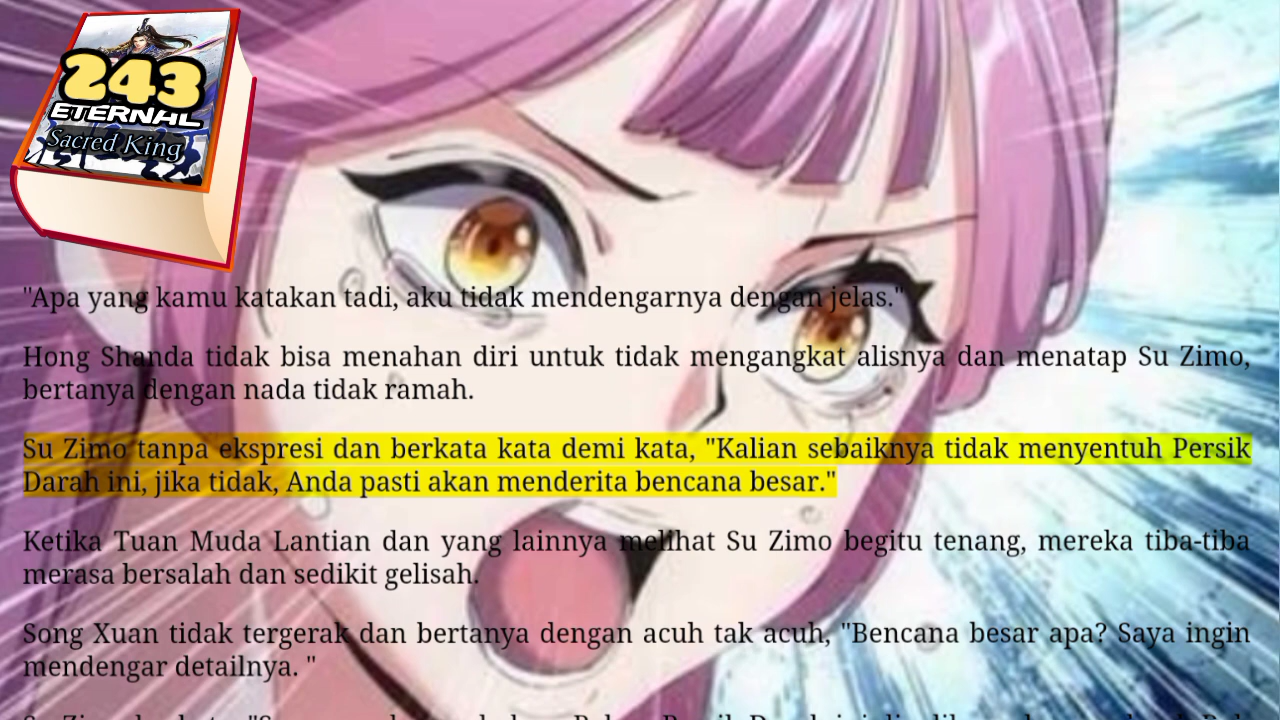 243
ETERNAL
Sacred King
"Apa yang kamu katakan tadi, aku tidak mendengarnya dengan jelas."
Hong Shanda tidak bisa menahan diri untuk tidak mengangkat alisnya dan menatap Su Zimo,
bertanya dengan nada tidak ramah.
Su Zimo tanpa ekspresi dan berkata kata demi kata, "Kalian sebaiknya tidak menyentuh Persik
Darah ini, jika tidak, Anda pasti akan menderita bencana besar."
Ketika Tuan Muda Lantian dan yang lainnya melihat Su Zimo begitu tenang, mereka tiba-tiba
merasa bersalah dan sedikit gelisah.
Song Xuan tidak tergerak dan bertanya dengan acuh tak acuh, "Bencana besar apa? Saya ingin
mendengar detailnya. "